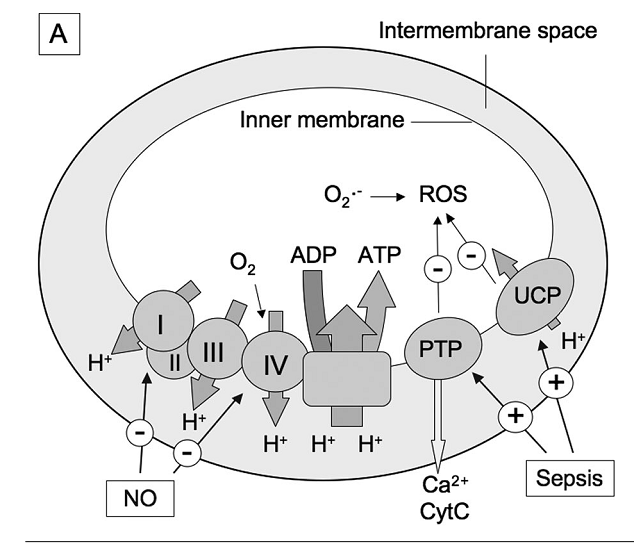 A
Intermembrane space
Inner membrane
O₂·⁻
ROS
-
-
O₂
ADP
ATP
UCP
H⁺
I
II
III
IV
PTP
H⁺
H⁺
H⁺
H⁺
H⁺
+
+
-
-
NO
Sepsis
Ca²⁺
CytC